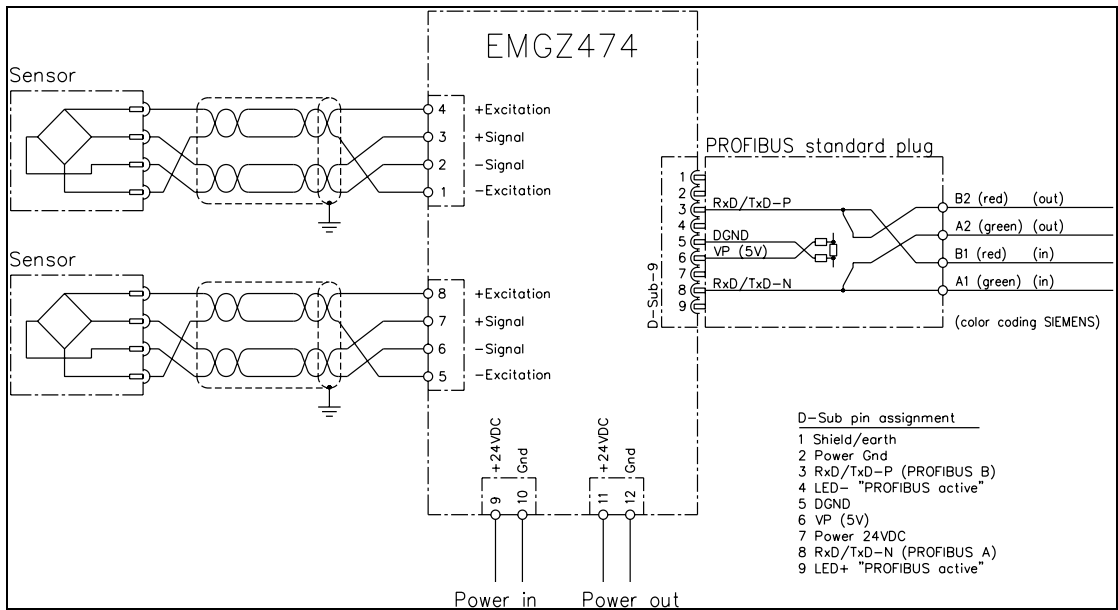 EMGZ474
Sensor
4 +Excitation
3 +Signal
2 -Signal
1 -Excitation
Sensor
8 +Excitation
7 +Signal
6 -Signal
5 -Excitation
+24VDC
Gnd
+24VDC
Gnd
9
10
11
12
Power in
Power out
PROFIBUS standard plug
D-Sub-9
1
2
3 RxD/TxD-P
4
5 DGND
6 VP (5V)
7
8 RxD/TxD-N
9
B2 (red) (out)
A2 (green) (out)
B1 (red) (in)
A1 (green) (in)
(color coding SIEMENS)
D-Sub pin assignment
1 Shield/earth
2 Power Gnd
3 RxD/TxD-P (PROFIBUS B)
4 LED- "PROFIBUS active"
5 DGND
6 VP (5V)
7 Power 24VDC
8 RxD/TxD-N (PROFIBUS A)
9 LED+ "PROFIBUS active"